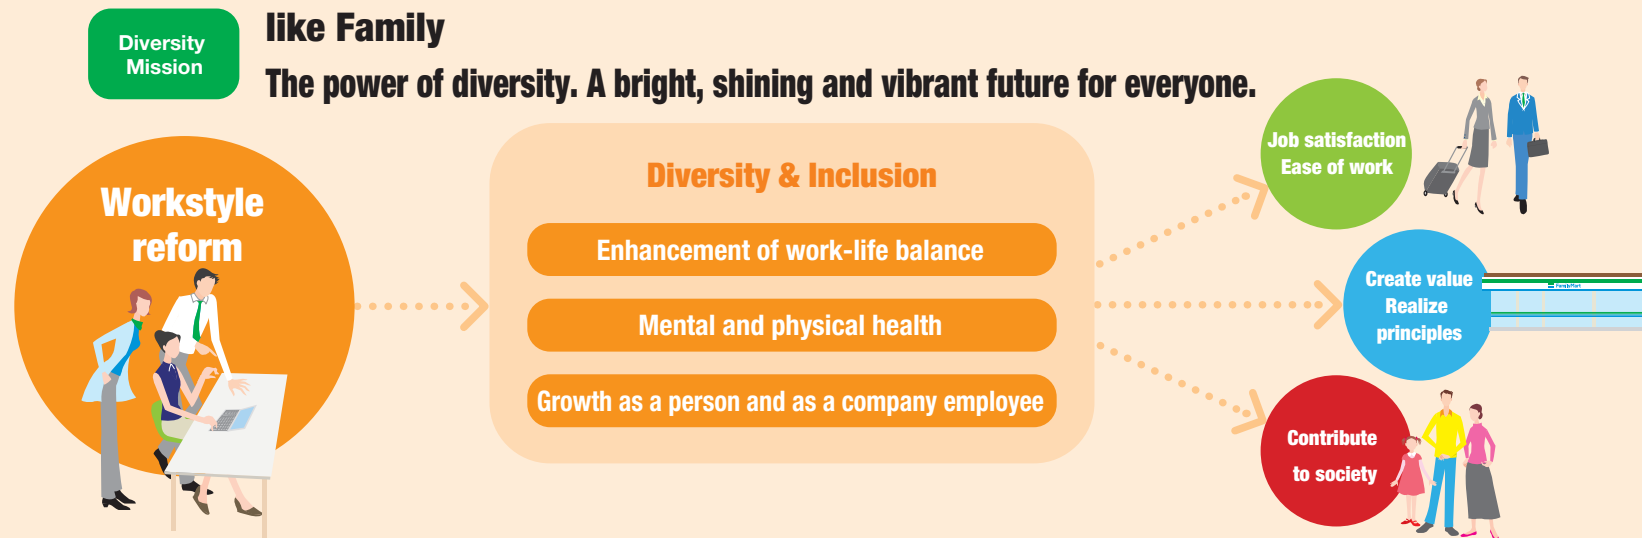 Diversity
Mission
like Family
The power of diversity. A bright, shining and vibrant future for everyone.
Workstyle
reform
Diversity & Inclusion
Enhancement of work-life balance
Mental and physical health
Growth as a person and as a company employee
Job satisfaction
Ease of work
Create value
Realize
principles
FamilyMart
Contribute
to society